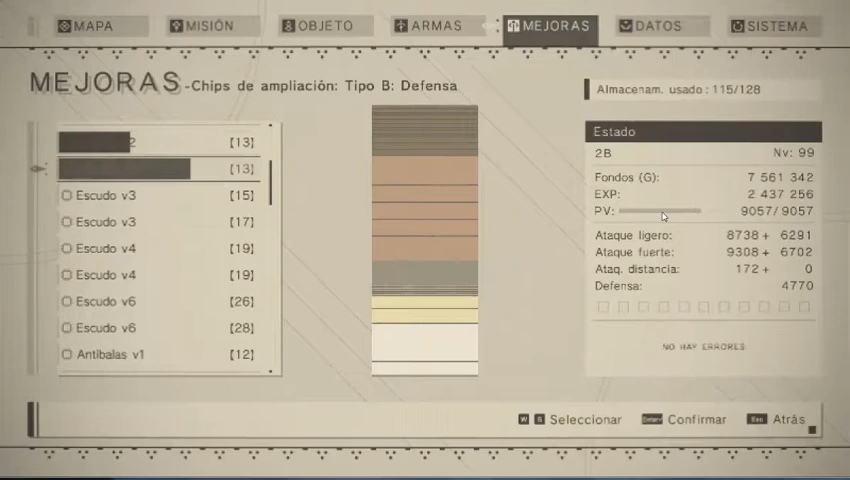 MAPA MISIÓN OBJETO ARMAS MEJORAS DATOS SISTEMA
MEJORAS -Chips de ampliación: Tipo B: Defensa
Almacenam. usado : 115/128
2 [13]
[13]
Escudo v3 [15]
Escudo v3 [17]
Escudo v4 [19]
Escudo v4 [19]
Escudo v6 [26]
Escudo v6 [28]
Antibalas v1 [12]
Estado
2B Nv: 99
Fondos (G): 7 561 342
EXP: 2 437 256
PV: 9057/ 9057
Ataque ligero: 8738 + 6291
Ataque fuerte: 9308 + 6702
Ataq. distancia: 172 + 0
Defensa: 4770
NO HAY ERRORES
W S Seleccionar Enter Confirmar Esc Atrás